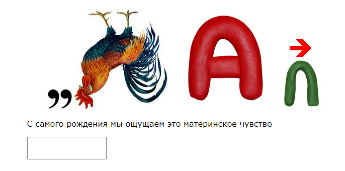 ,, А Л
С самого рождения мы ощущаем это материнское чувство